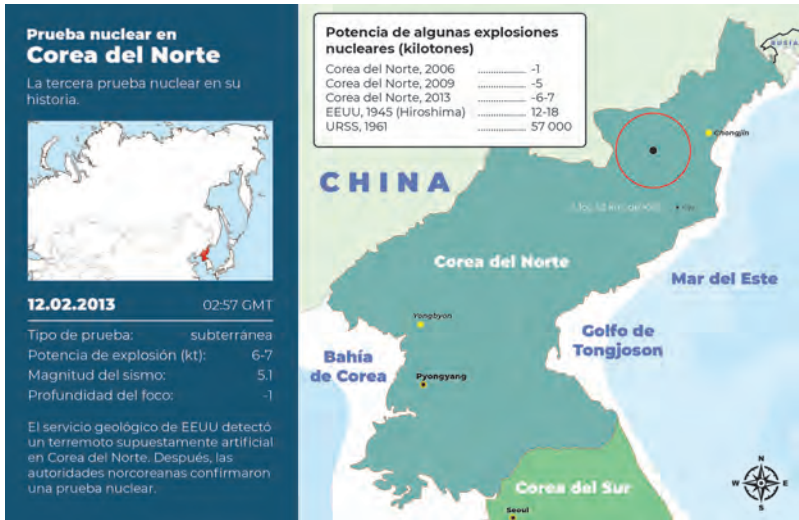 Prueba nuclear en
Corea del Norte
La tercera prueba nuclear en su
historia.
12.02.2013 02:57 GMT
Tipo de prueba: subterránea
Potencia de explosión (kt): 6-7
Magnitud del sismo: 5.1
Profundidad del foco: -1
El servicio geológico de EEUU detectó
un terremoto supuestamente artificial
en Corea del Norte. Después, las
autoridades norcoreanas confirmaron
una prueba nuclear.
Potencia de algunas explosiones
nucleares (kilotones)
Corea del Norte, 2006 ................ -1
Corea del Norte, 2009 ................ -5
Corea del Norte, 2013 ................ -6-7
EEUU, 1945 (Hiroshima) ................ 12-18
URSS, 1961 ................ 57 000
RUSIA
Chongjin
CHINA
Corea del Norte
Mar del Este
Yongbyon
Golfo de
Tongjoson
Bahía
de Corea
Pyongyang
Corea del Sur
Seoul
N
W E
S